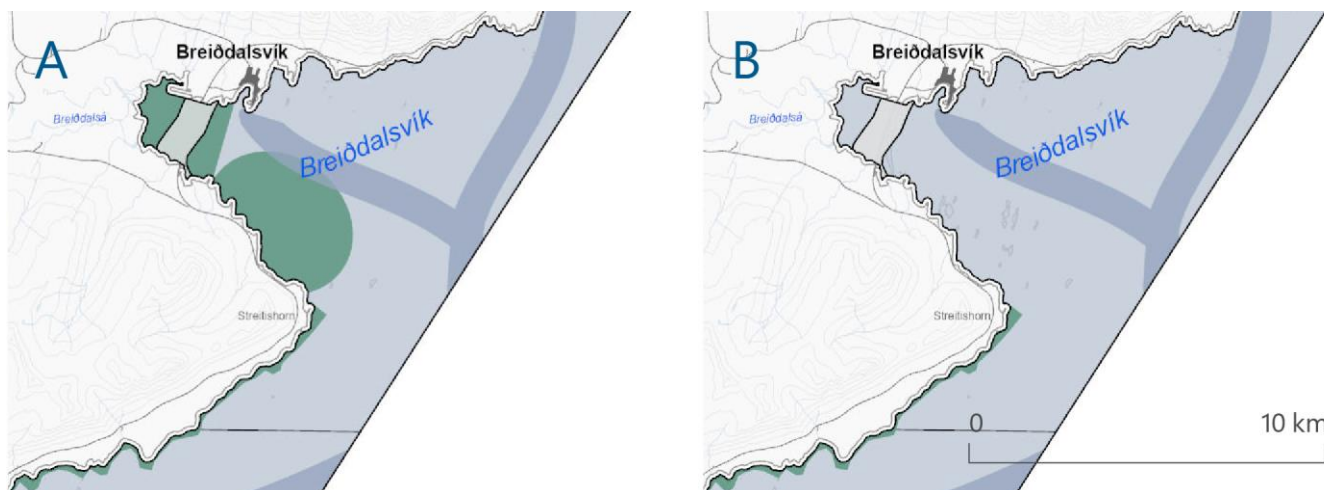 A
Breiðdalsvík
Breiðdalsá
Breiðdalsvík
Streitishorn
B
Breiðdalsvík
Breiðdalsá
Breiðdalsvík
Streitishorn
0
10 km